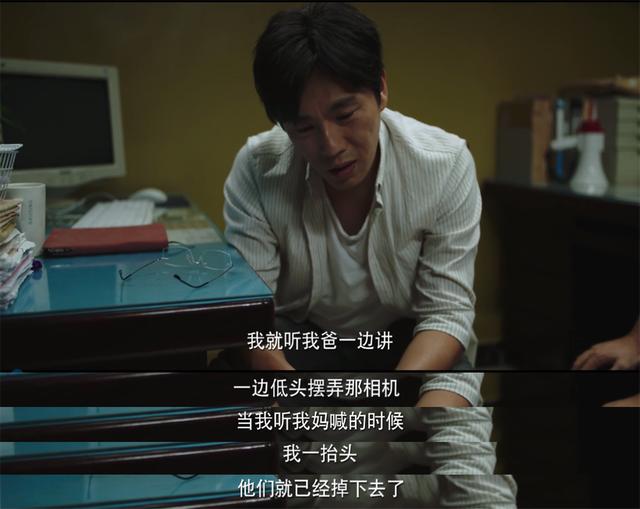 我就听我爸一边讲
一边低头摆弄那相机
当我听我妈喊的时候
我一抬头
他们就已经掉下去了